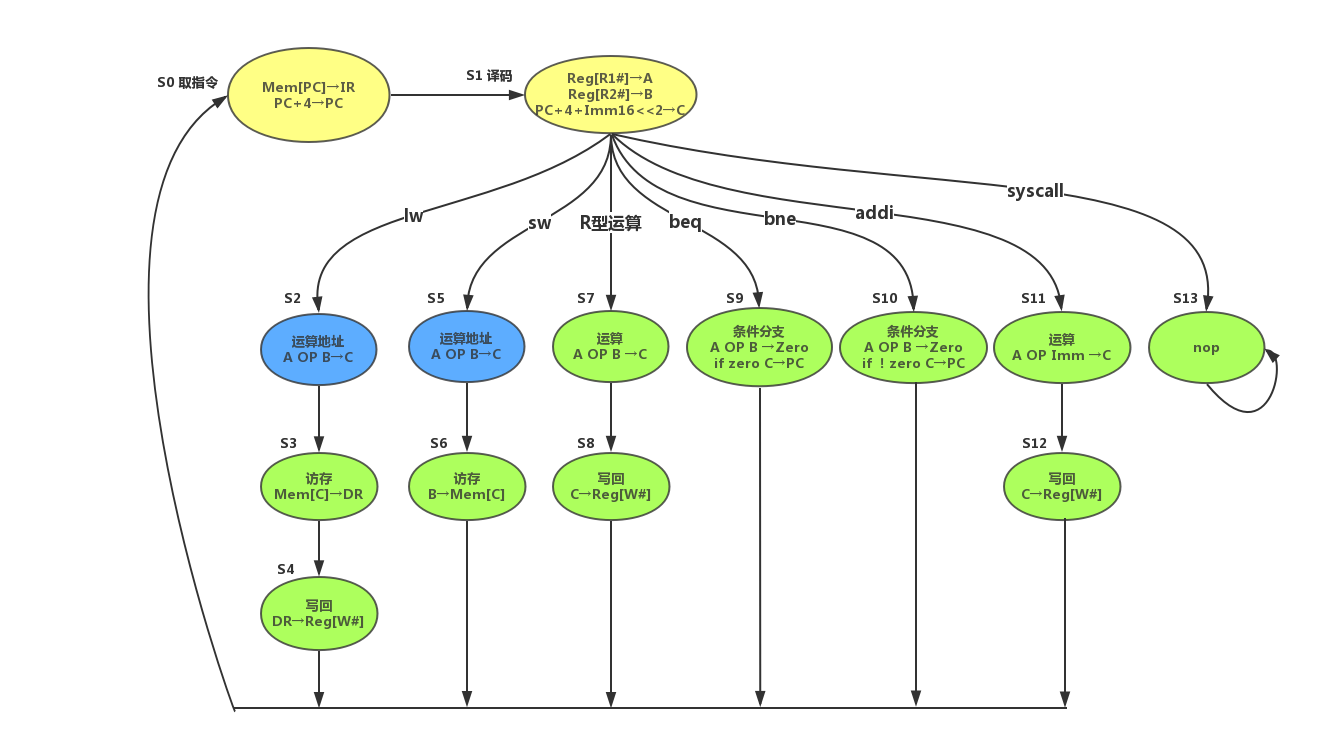 S0 取指令
Mem[PC]→IR
PC+4→PC
S1 译码
Reg[R1#]→A
Reg[R2#]→B
PC+4+Imm16<<2→C
lw
sw
R型运算
beq
bne
addi
syscall
S2
运算地址
A OP B→C
S5
运算地址
A OP B→C
S7
运算
A OP B →C
S9
条件分支
A OP B →Zero
if zero C→PC
S10
条件分支
A OP B →Zero
if ! zero C→PC
S11
运算
A OP Imm →C
S13
nop
S3
访存
Mem[C]→DR
S6
访存
B→Mem[C]
S8
写回
C→Reg[W#]
S12
写回
C→Reg[W#]
S4
写回
DR→Reg[W#]